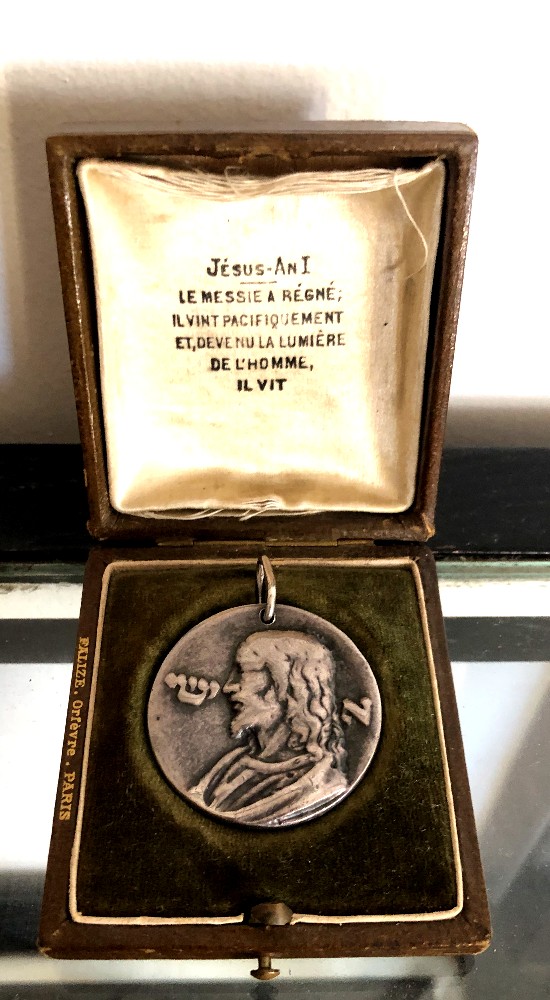 JÉSUS-AN I
LE MESSIE A RÉGNÉ;
IL VINT PACIFIQUEMENT
ET, DEVENU LA LUMIÈRE
DE L'HOMME,
IL VIT
ישו
א
FALIZE. Orfèvre. PARIS